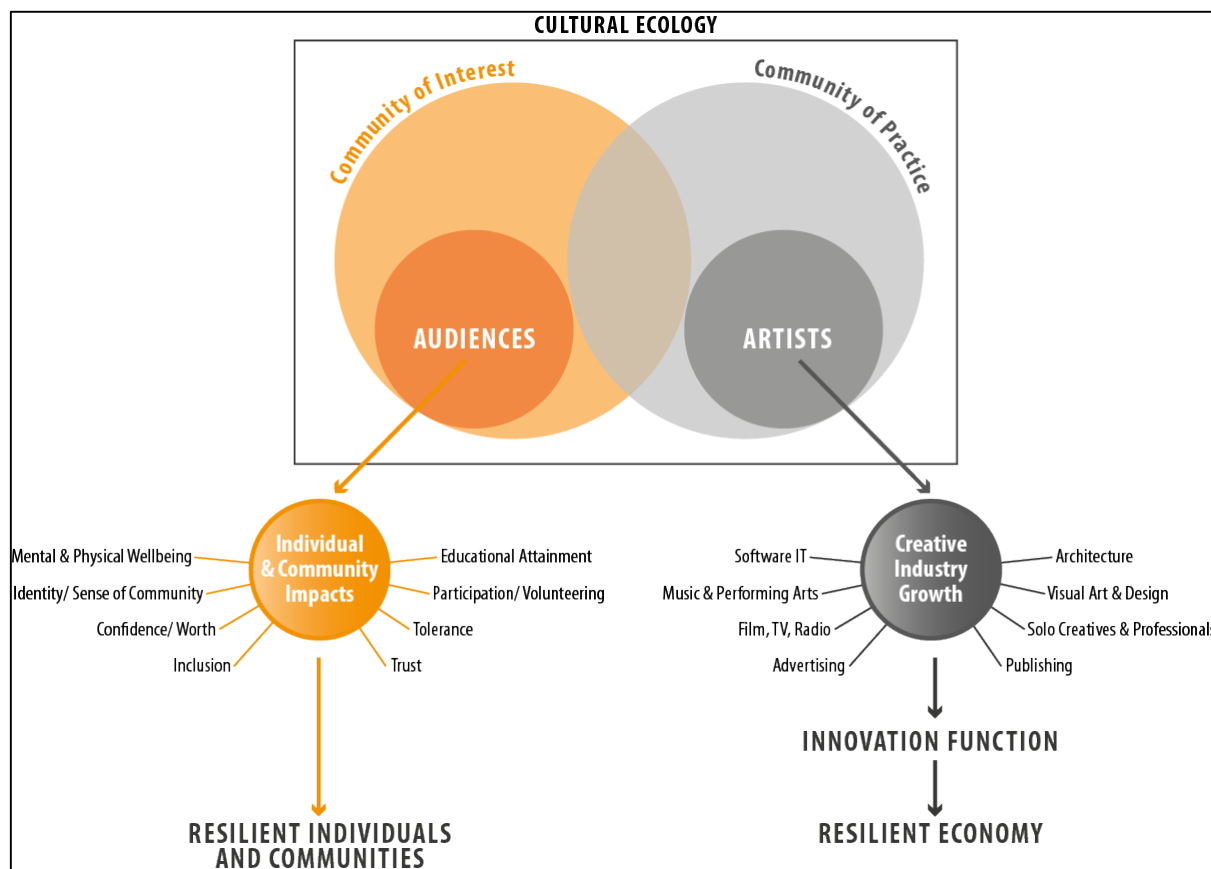 CULTURAL ECOLOGY
Community of Interest
Community of Practice
AUDIENCES
ARTISTS
Individual
& Community
Impacts
Mental & Physical Wellbeing
Identity/ Sense of Community
Confidence/ Worth
Inclusion
Educational Attainment
Participation/ Volunteering
Tolerance
Trust
RESILIENT INDIVIDUALS
AND COMMUNITIES
Creative
Industry
Growth
Software IT
Music & Performing Arts
Film, TV, Radio
Advertising
Architecture
Visual Art & Design
Solo Creatives & Professionals
Publishing
INNOVATION FUNCTION
RESILIENT ECONOMY